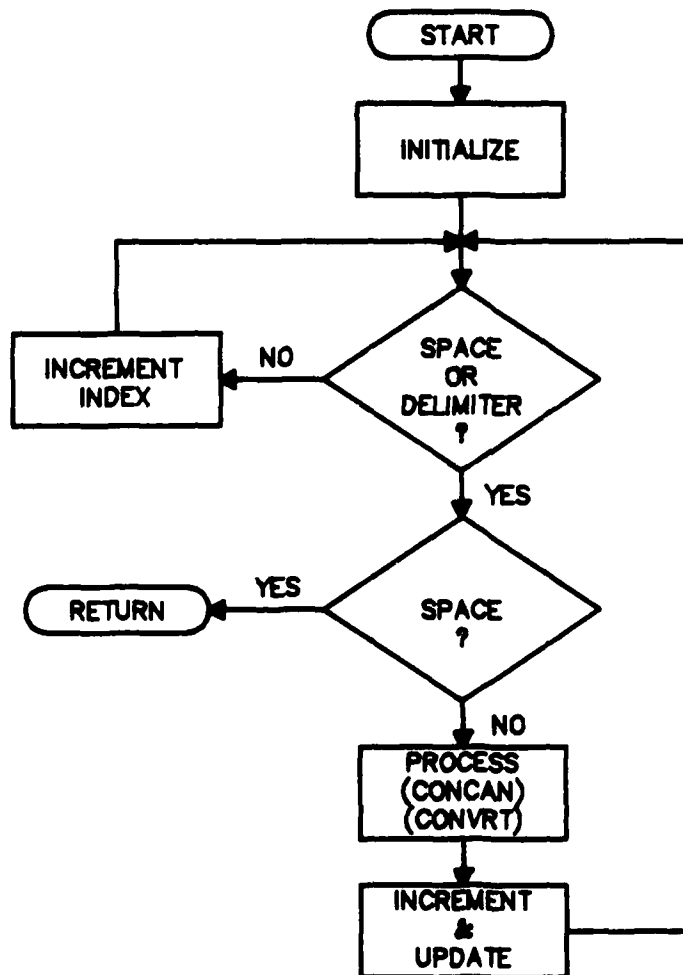 START
INITIALIZE
NO
INCREMENT
INDEX
SPACE
OR
DELIMITER
?
YES
YES
RETURN
SPACE
?
NO
PROCESS
(CONCAN)
(CONVRT)
INCREMENT
&
UPDATE